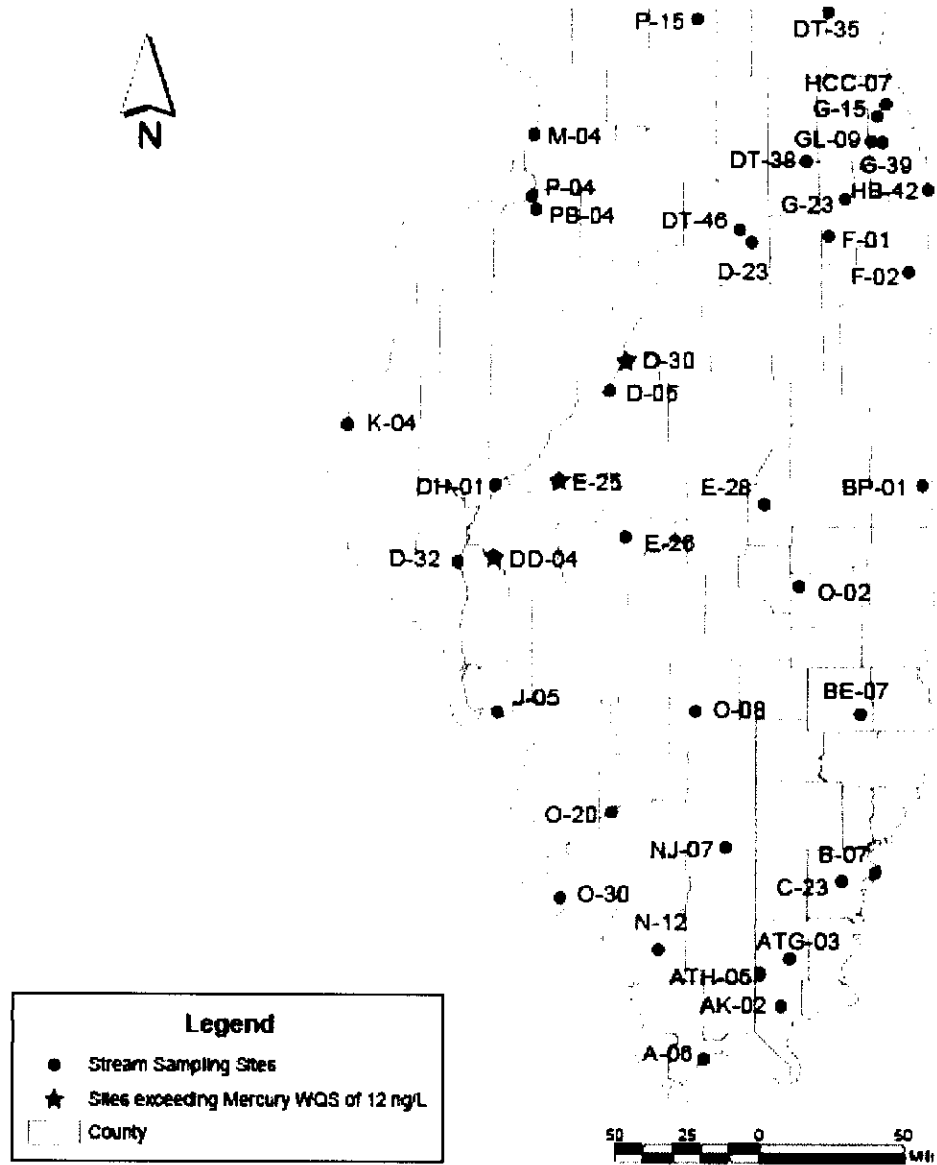 P-15
DT-35
HCC-07
G-15
M-04
GL-09
DT-38
G-39
P-04
HB-42
PB-04
G-23
DT-46
F-01
D-23
F-02
D-30
D-05
K-04
DH-01
E-25
E-28
BP-01
E-26
D-32
DD-04
O-02
J-05
O-08
BE-07
O-20
NJ-07
B-07
C-23
O-30
N-12
ATG-03
ATH-05
AK-02
A-06
N
Legend
Stream Sampling Sites
Sites exceeding Mercury WQS of 12 ng/L
County
50 25 0 50